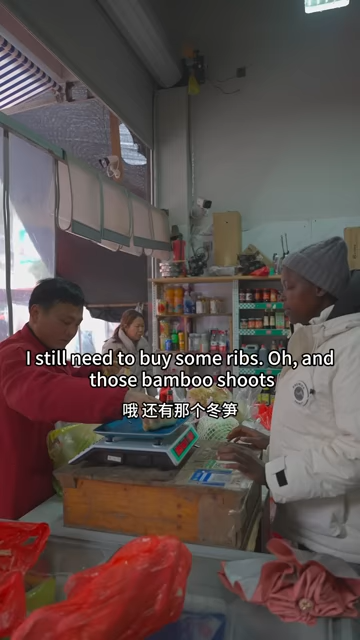 I still need to buy some ribs. Oh, and
those bamboo shoots
哦 还有那个冬笋